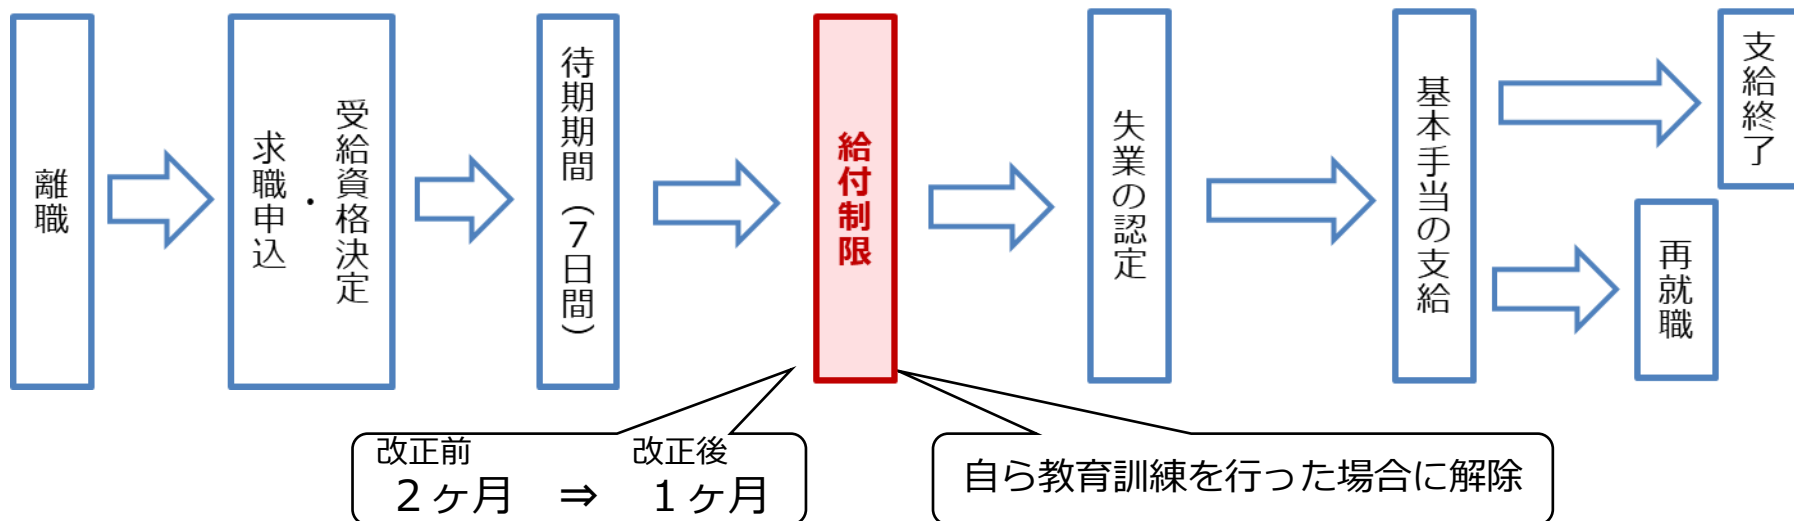 離職
求職申込
・
受給資格決定
待期期間（7日間）
給付制限
失業の認定
基本手当の支給
支給終了
再就職
改正前 改正後
２ヶ月 ⇒ １ヶ月
自ら教育訓練を行った場合に解除